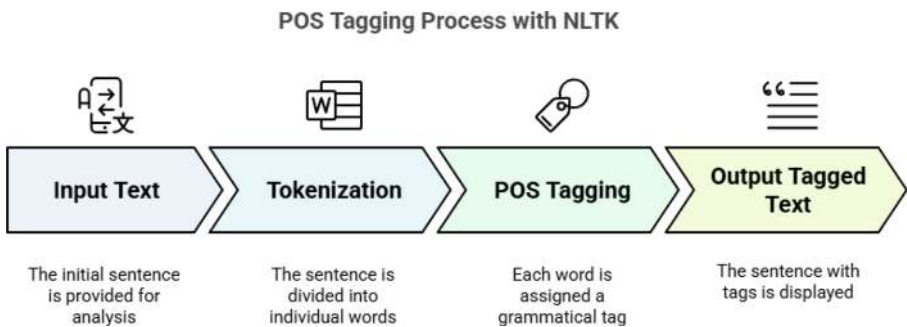 POS Tagging Process with NLTK
A
文
W
Input Text
Tokenization
POS Tagging
Output Tagged
Text
The initial sentence
is provided for
analysis
The sentence is
divided into
individual words
Each word is
assigned a
grammatical tag
The sentence with
tags is displayed